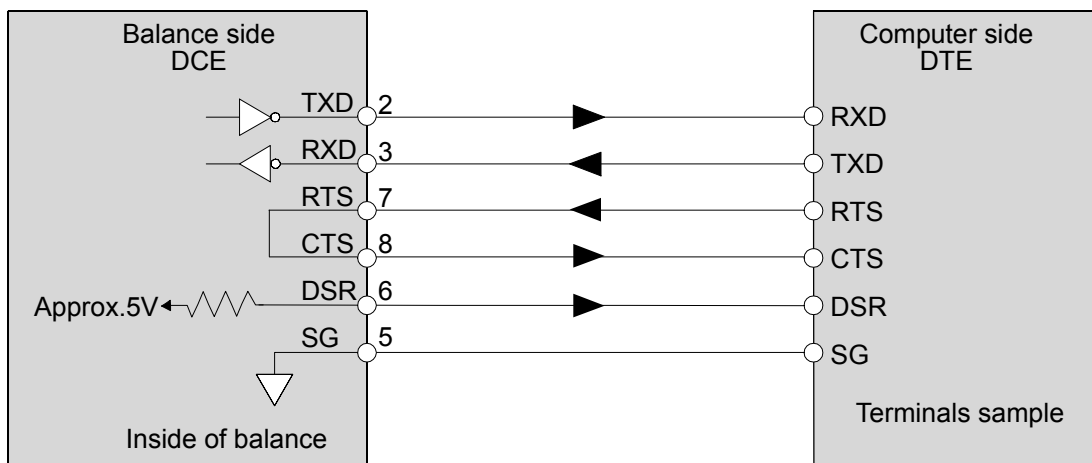 Balance side
DCE
Computer side
DTE
TXD 2 RXD
RXD 3 TXD
RTS 7 RTS
CTS 8 CTS
Approx.5V DSR 6 DSR
SG 5 SG
Inside of balance
Terminals sample